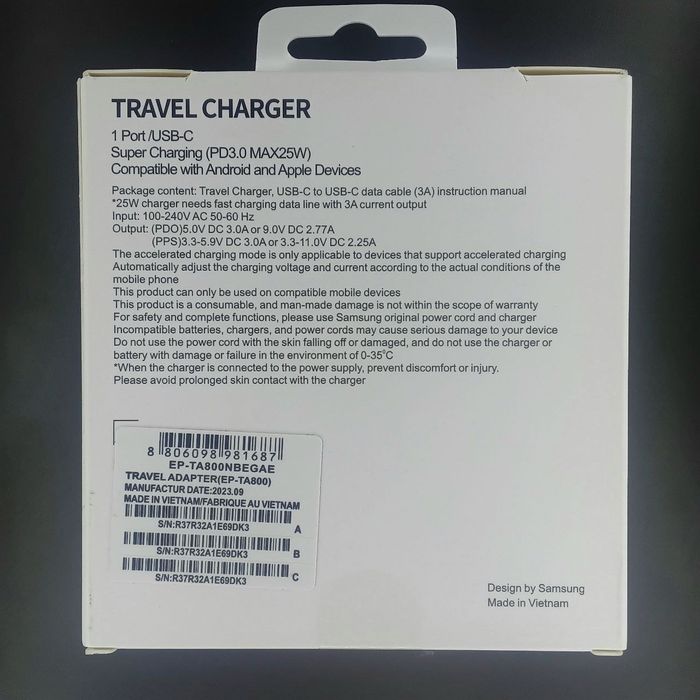 TRAVEL CHARGER
1 Port /USB-C
Super Charging (PD3.0 MAX25W)
Compatible with Android and Apple Devices
Package content: Travel Charger, USB-C to USB-C data cable (3A) instruction manual
*25W charger needs fast charging data line with 3A current output
Input: 100-240V AC 50-60 Hz
Output: (PDO)5.0V DC 3.0A or 9.0V DC 2.77A
(PPS)3.3-5.9V DC 3.0A or 3.3-11.0V DC 2.25A
The accelerated charging mode is only applicable to devices that support accelerated charging
Automatically adjust the charging voltage and current according to the actual conditions of the
mobile phone
This product can only be used on compatible mobile devices
This product is a consumable, and man-made damage is not within the scope of warranty
For safety and complete functions, please use Samsung original power cord and charger
Incompatible batteries, chargers, and power cords may cause serious damage to your device
Do not use the power cord with the skin falling off or damaged, and do not use the charger or
battery with damage or failure in the environment of 0-35°C
*When the charger is connected to the power supply, prevent discomfort or injury.
Please avoid prolonged skin contact with the charger
8 806098 981687
EP-TA800NBEGAE
TRAVEL ADAPTER(EP-TA800)
MANUFACTUR DATE:2023.09
MADE IN VIETNAM/FABRIQUE AU VIETNAM
S/N:R37R32A1E69DK3 A
S/N:R37R32A1E69DK3 B
S/N:R37R32A1E69DK3 C
Design by Samsung
Made in Vietnam